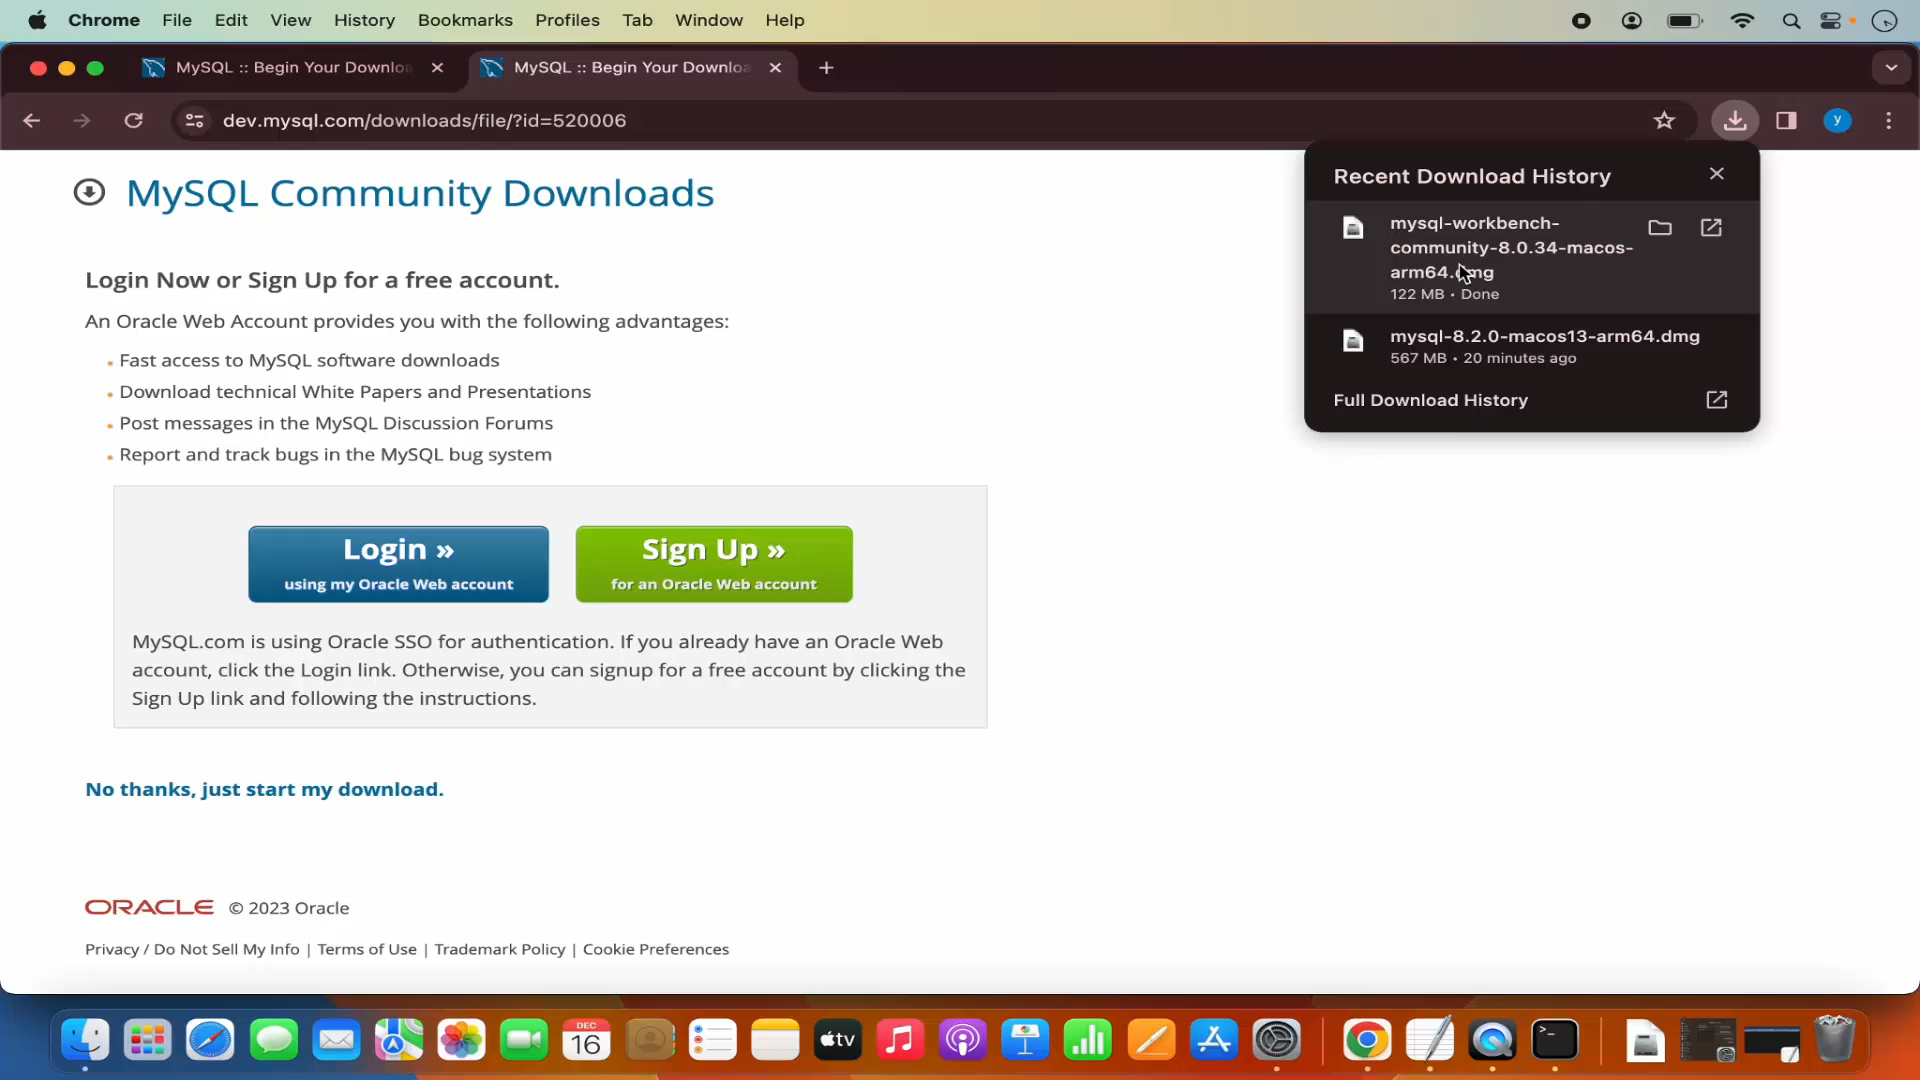 Chrome File Edit View History Bookmarks Profiles Tab Window Help
MySQL :: Begin Your Downloa
MySQL :: Begin Your Downloa
dev.mysql.com/downloads/file/?id=520006
y
Recent Download History
mysql-workbench-
community-8.0.34-macos-
arm64.dmg
122 MB • Done
mysql-8.2.0-macos13-arm64.dmg
567 MB • 20 minutes ago
Full Download History
MySQL Community Downloads
Login Now or Sign Up for a free account.
An Oracle Web Account provides you with the following advantages:
Fast access to MySQL software downloads
Download technical White Papers and Presentations
Post messages in the MySQL Discussion Forums
Report and track bugs in the MySQL bug system
Login »
using my Oracle Web account
Sign Up »
for an Oracle Web account
MySQL.com is using Oracle SSO for authentication. If you already have an Oracle Web
account, click the Login link. Otherwise, you can signup for a free account by clicking the
Sign Up link and following the instructions.
No thanks, just start my download.
ORACLE © 2023 Oracle
Privacy / Do Not Sell My Info | Terms of Use | Trademark Policy | Cookie Preferences
DEC
16
tv